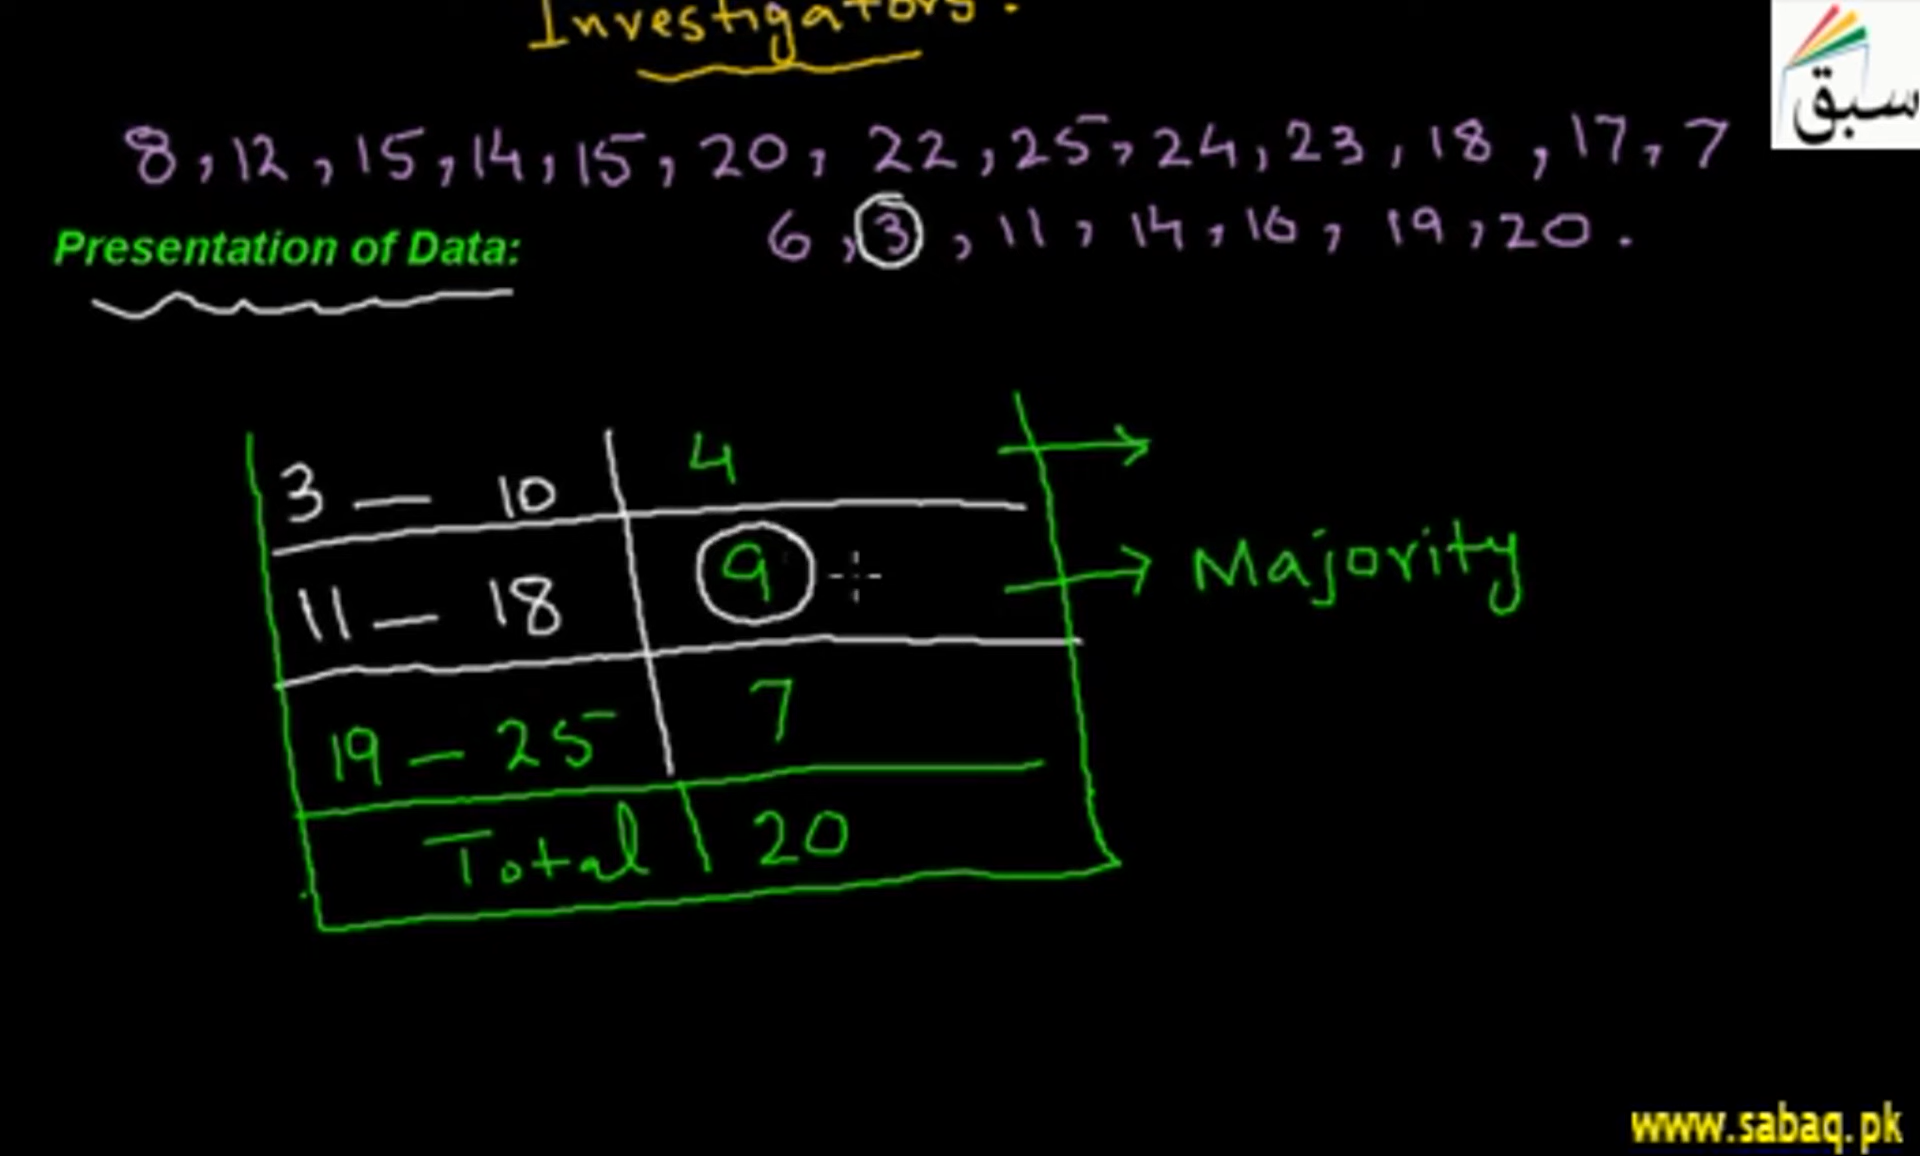 Investigators.
سبق
8, 12, 15, 14, 15, 20, 22, 25, 24, 23, 18, 17, 7
6, 3, 11, 14, 16, 19, 20.
Presentation of Data:
3 — 10 4
11 — 18 9 → Majority
19 — 25 7
Total 20
www.sabaq.pk